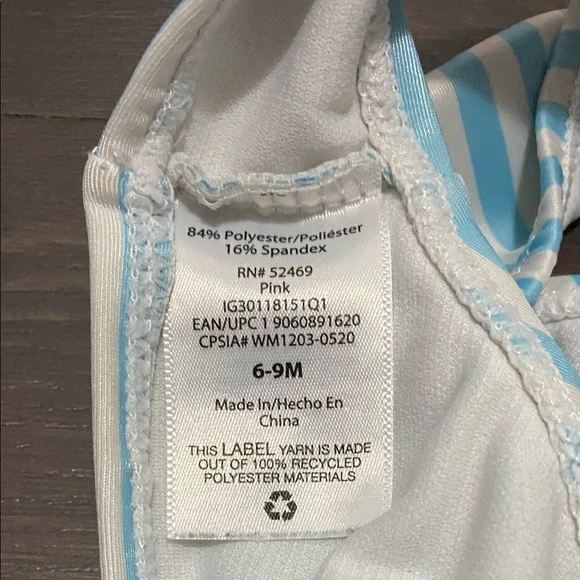 84% Polyester/Poliéster
16% Spandex
RN# 52469
Pink
IG30118151Q1
EAN/UPC 1 9060891620
CPSIA# WM1203-0520
6-9M
Made In/Hecho En
China
THIS LABEL YARN IS MADE
OUT OF 100% RECYCLED
POLYESTER MATERIALS